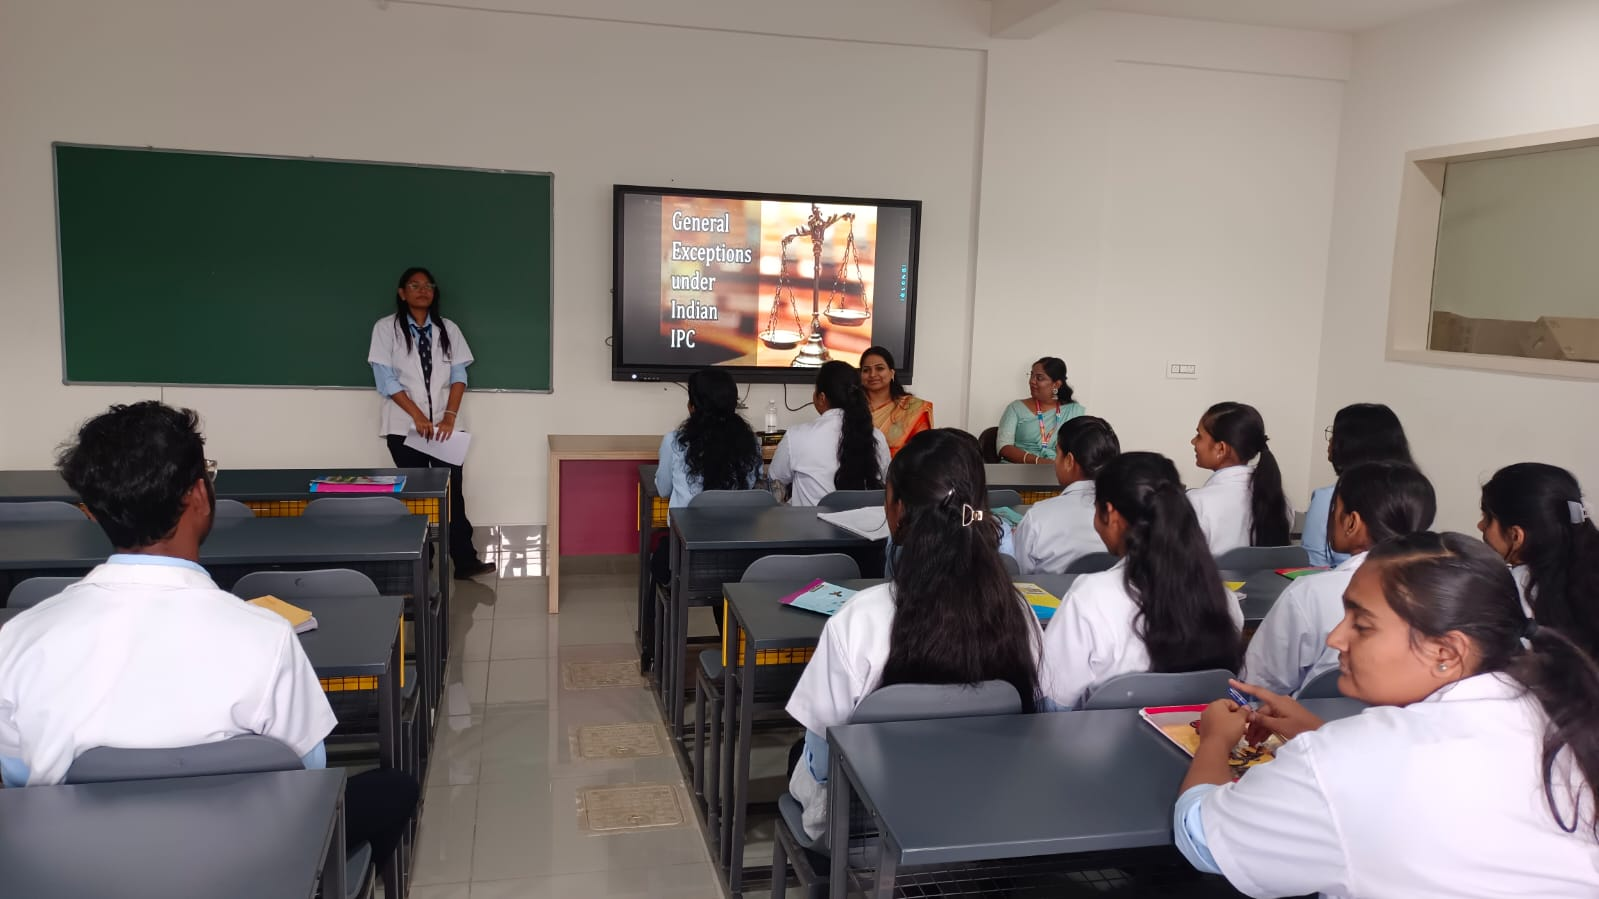 General
Exceptions
under
Indian
IPC